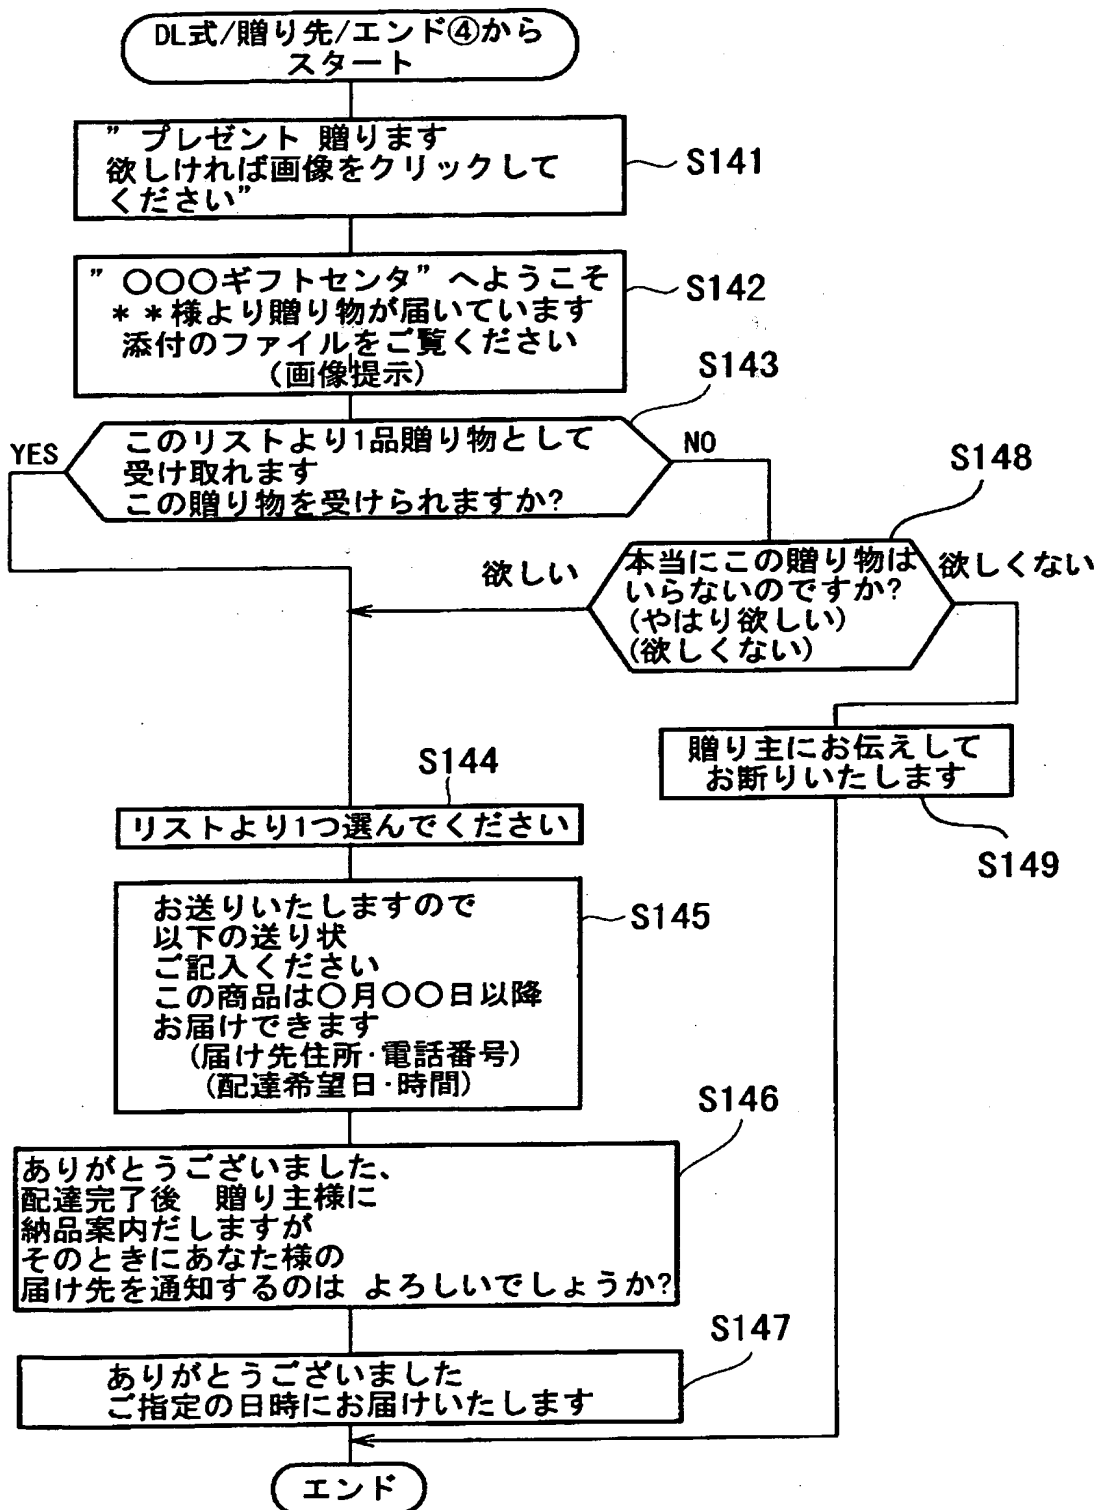 DL式/贈り先/エンド④から
スタート
” プレゼント 贈ります
欲しければ画像をクリックして
ください”
S141
” ○○○ギフトセンタ” へようこそ
＊＊様より贈り物が届いています
添付のファイルをご覧ください
(画像提示)
S142
S143
YES
このリストより1品贈り物として
受け取れます
この贈り物を受けられますか?
NO
S148
欲しい
本当にこの贈り物は
いらないのですか?
(やはり欲しい)
(欲しくない)
欲しくない
贈り主にお伝えして
お断りいたします
S149
S144
リストより1つ選んでください
お送りいたしますので
以下の送り状
ご記入ください
この商品は○月○○日以降
お届けできます
(届け先住所・電話番号)
(配達希望日・時間)
S145
S146
ありがとうございました、
配達完了後　贈り主様に
納品案内だしますが
そのときにあなた様の
届け先を通知するのは よろしいでしょうか?
S147
ありがとうございました
ご指定の日時にお届けいたします
エンド